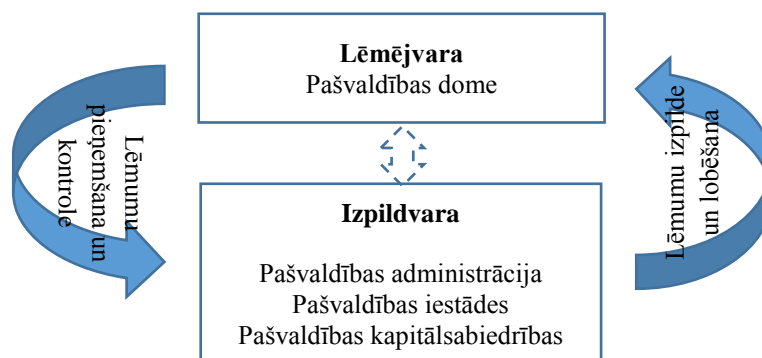 Lēmējvara
Pašvaldības dome
Lēmumu
pieņemšana un
kontrole
Lēmumu izpilde
un lobēšana
Izpildvara
Pašvaldības administrācija
Pašvaldības iestādes
Pašvaldības kapitālsabiedrības